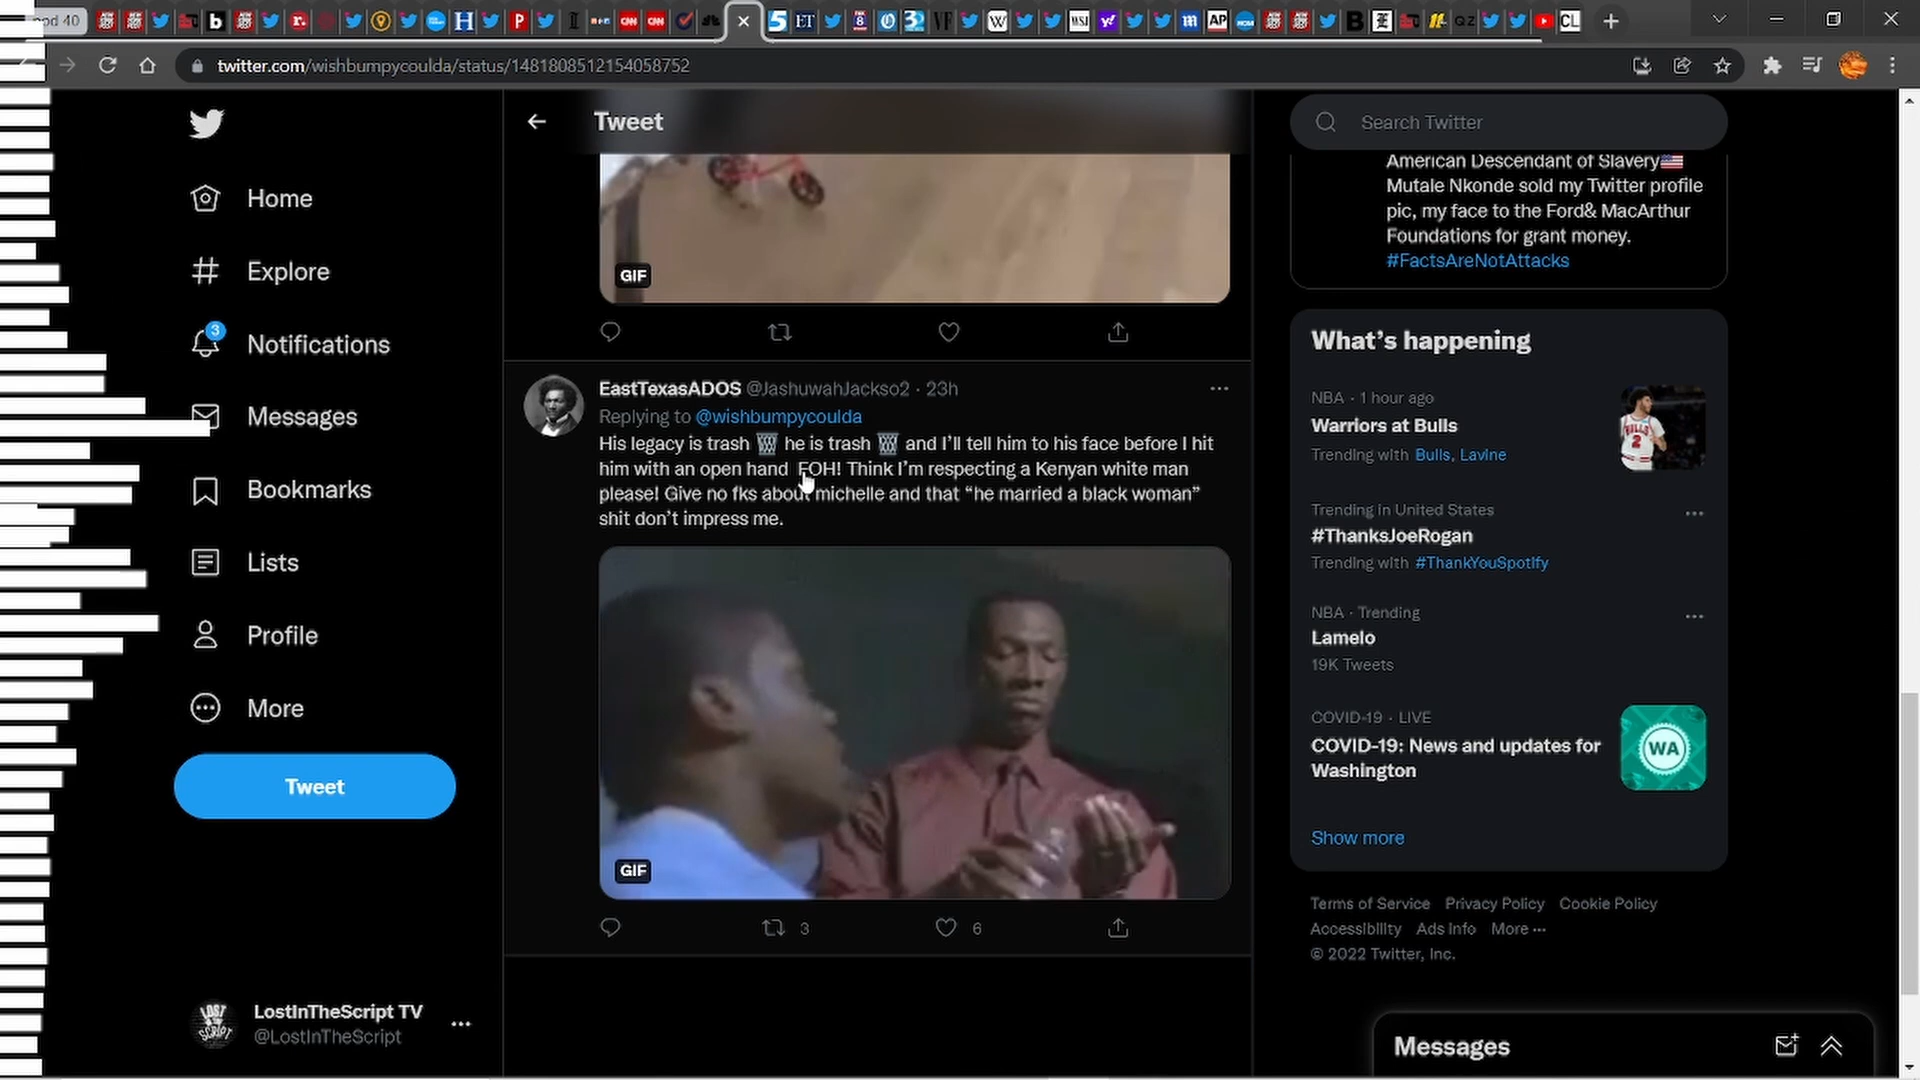 pod 40
twitter.com/wishbumpycoulda/status/1481808512154058752
Home
Explore
3
Notifications
Messages
Bookmarks
Lists
Profile
More
Tweet
LostInTheScript TV
@LostInTheScript
Tweet
GIF
EastTexasADOS @JashuwahJackso2 · 23h
Replying to @wishbumpycoulda
His legacy is trash 🗑 he is trash 🗑 and I'll tell him to his face before I hit
him with an open hand FOH! Think I'm respecting a Kenyan white man
please! Give no fks about michelle and that “he married a black woman”
shit don't impress me.
GIF
3
6
Search Twitter
American Descendant of Slavery🇺🇸
Mutale Nkonde sold my Twitter profile
pic, my face to the Ford& MacArthur
Foundations for grant money.
#FactsAreNotAttacks
What's happening
NBA · 1 hour ago
Warriors at Bulls
Trending with Bulls, Lavine
Trending in United States
#ThanksJoeRogan
Trending with #ThankYouSpotify
NBA · Trending
Lamelo
19K Tweets
COVID-19 · LIVE
COVID-19: News and updates for
Washington
WA
Show more
Terms of Service Privacy Policy Cookie Policy
Accessibility Ads info More ···
© 2022 Twitter, Inc.
Messages